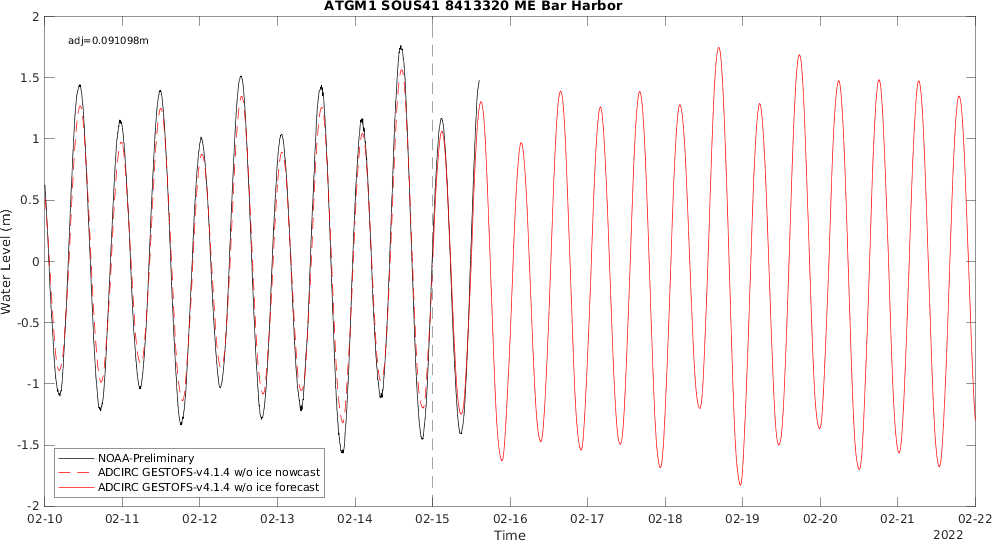 ATGM1 SOUS41 8413320 ME Bar Harbor
adj=0.091098m
2
1.5
1
0.5
0
-0.5
-1
-1.5
-2
Water Level (m)
NOAA-Preliminary
ADCIRC GESTOFS-v4.1.4 w/o ice nowcast
ADCIRC GESTOFS-v4.1.4 w/o ice forecast
02-10 02-11 02-12 02-13 02-14 02-15 02-16 02-17 02-18 02-19 02-20 02-21 02-22
Time
2022